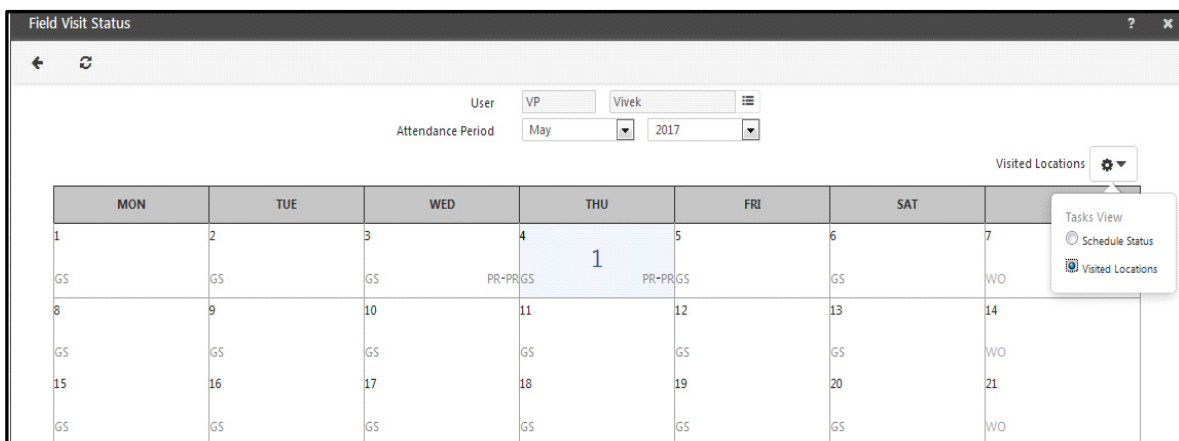 Field Visit Status ? x
User VP Vivek
Attendance Period May 2017
Visited Locations
MON TUE WED THU FRI SAT
Tasks View
Schedule Status
Visited Locations
1 2 3 4 5 6 7
1
GS GS GS PR-PR GS PR-PR GS GS WO
8 9 10 11 12 13 14
GS GS GS GS GS GS WO
15 16 17 18 19 20 21
GS GS GS GS GS GS WO